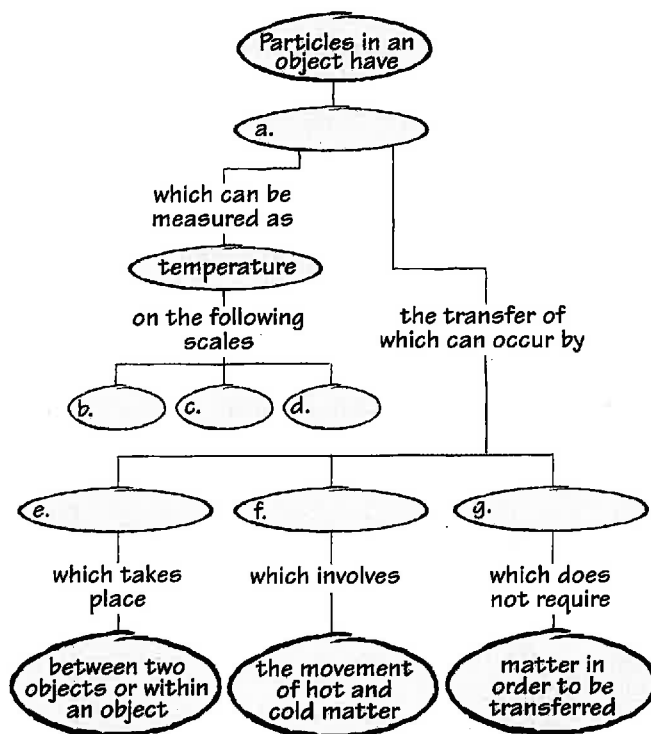 Particles in an
object have
a.
which can be
measured as
temperature
on the following
scales
the transfer of
which can occur by
b.
c.
d.
e.
f.
g.
which takes
place
which involves
which does
not require
between two
objects or within
an object
the movement
of hot and
cold matter
matter in
order to be
transferred